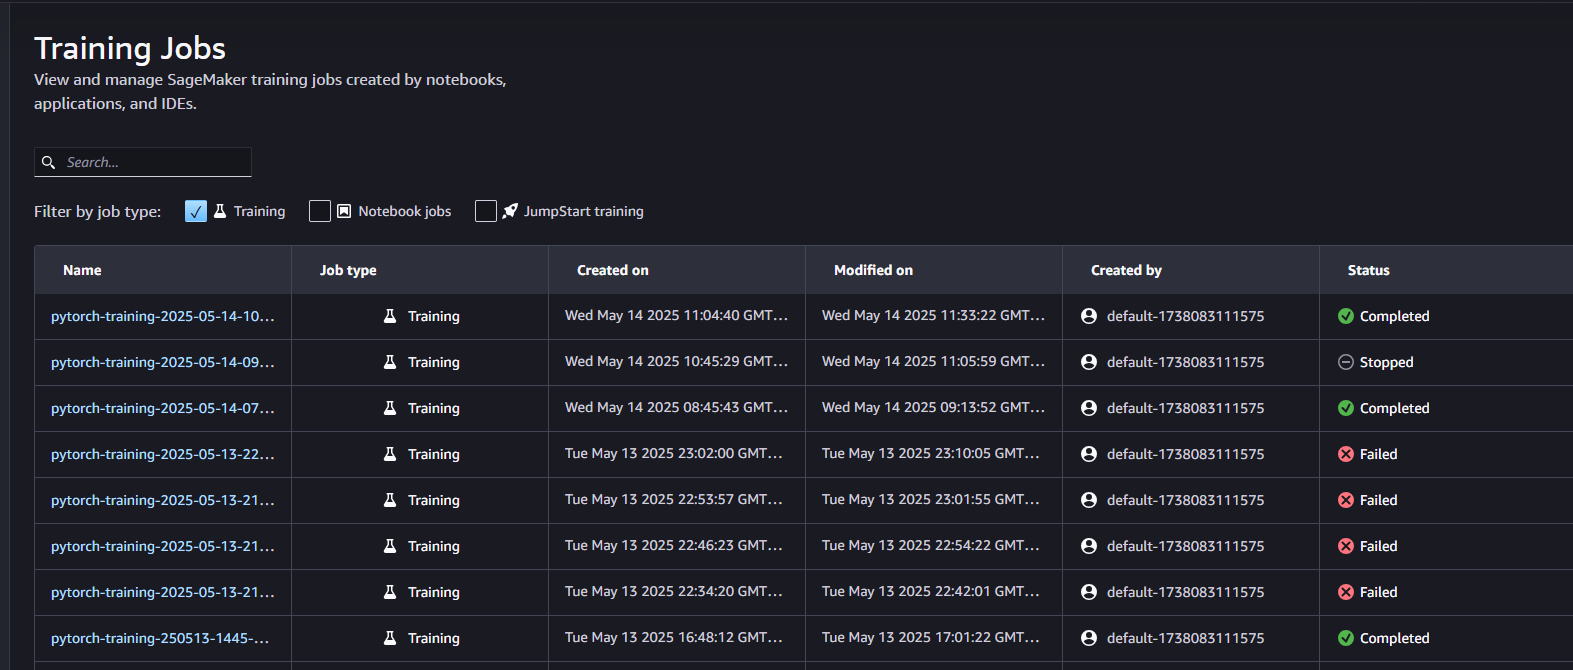 Training Jobs
View and manage SageMaker training jobs created by notebooks,
applications, and IDEs.
Search...
Filter by job type: Training Notebook jobs JumpStart training
Name Job type Created on Modified on Created by Status
pytorch-training-2025-05-14-10... Training Wed May 14 2025 11:04:40 GMT... Wed May 14 2025 11:33:22 GMT... default-1738083111575 Completed
pytorch-training-2025-05-14-09... Training Wed May 14 2025 10:45:29 GMT... Wed May 14 2025 11:05:59 GMT... default-1738083111575 Stopped
pytorch-training-2025-05-14-07... Training Wed May 14 2025 08:45:43 GMT... Wed May 14 2025 09:13:52 GMT... default-1738083111575 Completed
pytorch-training-2025-05-13-22... Training Tue May 13 2025 23:02:00 GMT... Tue May 13 2025 23:10:05 GMT... default-1738083111575 Failed
pytorch-training-2025-05-13-21... Training Tue May 13 2025 22:53:57 GMT... Tue May 13 2025 23:01:55 GMT... default-1738083111575 Failed
pytorch-training-2025-05-13-21... Training Tue May 13 2025 22:46:23 GMT... Tue May 13 2025 22:54:22 GMT... default-1738083111575 Failed
pytorch-training-2025-05-13-21... Training Tue May 13 2025 22:34:20 GMT... Tue May 13 2025 22:42:01 GMT... default-1738083111575 Failed
pytorch-training-250513-1445-... Training Tue May 13 2025 16:48:12 GMT... Tue May 13 2025 17:01:22 GMT... default-1738083111575 Completed